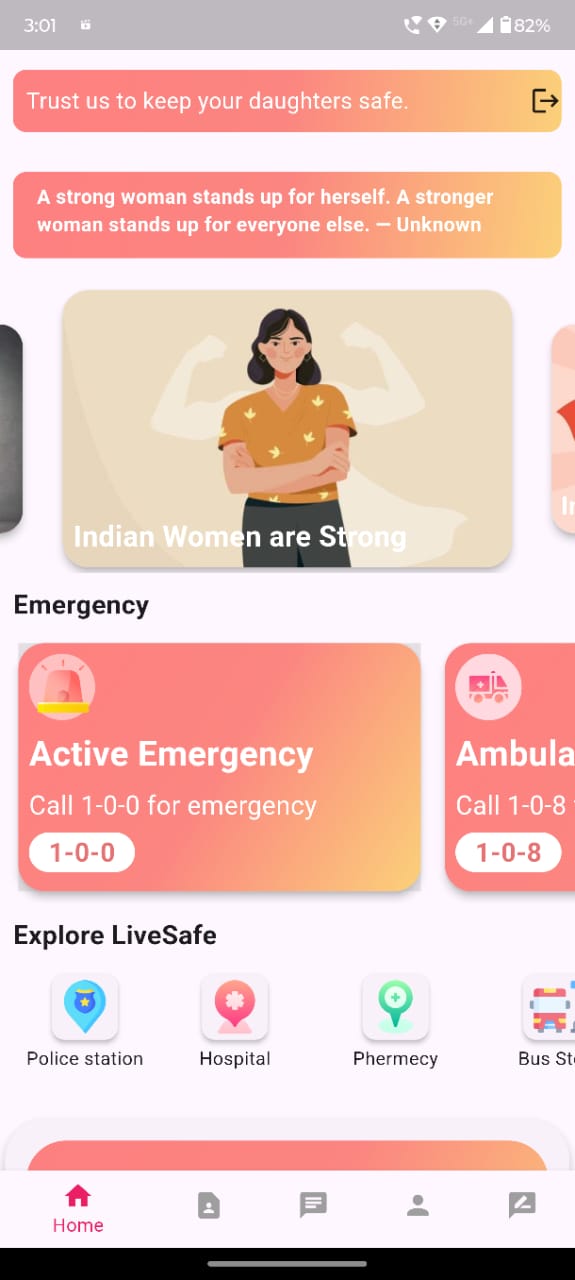 3:01
5G+
82%
Trust us to keep your daughters safe.
A strong woman stands up for herself. A stronger
woman stands up for everyone else. — Unknown
Indian Women are Strong
Emergency
Active Emergency
Call 1-0-0 for emergency
1-0-0
Ambula
Call 1-0-8
1-0-8
Explore LiveSafe
Police station
Hospital
Phermecy
Bus Sto
Home